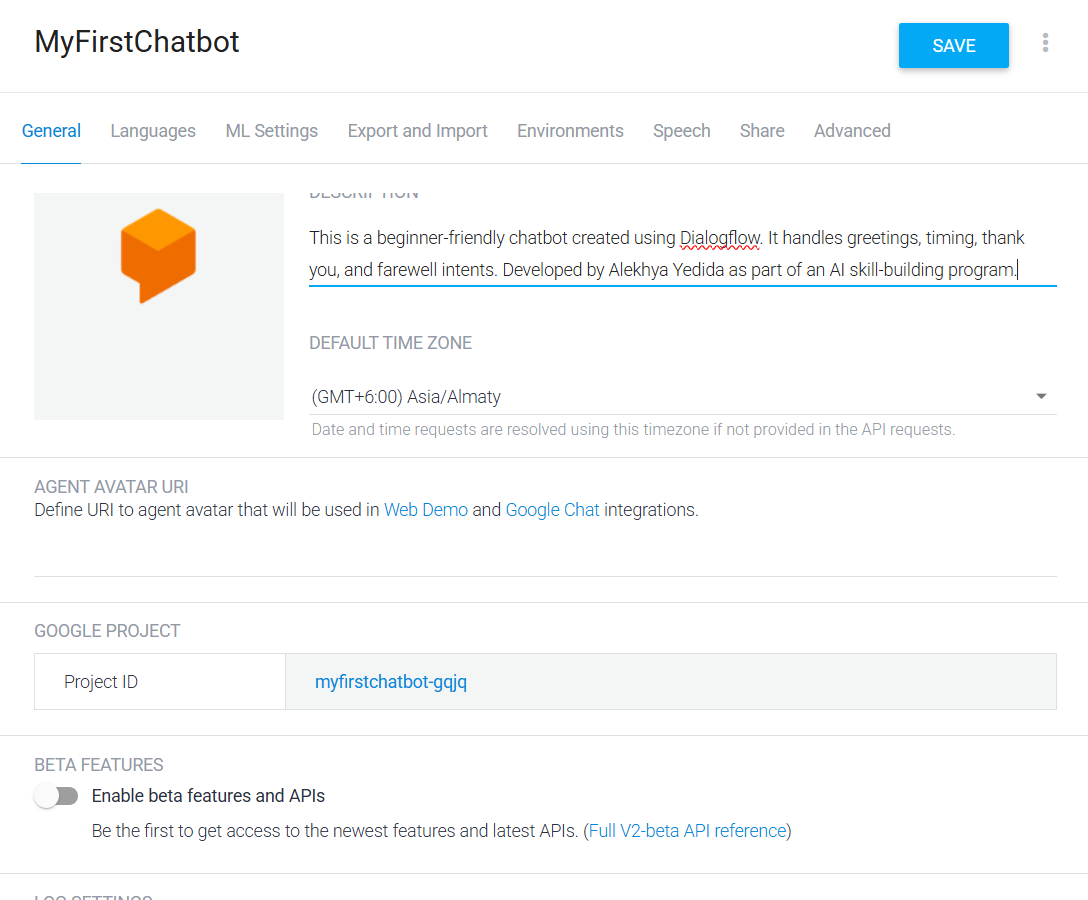 MyFirstChatbot
SAVE
General Languages ML Settings Export and Import Environments Speech Share Advanced
DESCRIPTION
This is a beginner-friendly chatbot created using Dialogflow. It handles greetings, timing, thank
you, and farewell intents. Developed by Alekhya Yedida as part of an AI skill-building program.
DEFAULT TIME ZONE
(GMT+6:00) Asia/Almaty
Date and time requests are resolved using this timezone if not provided in the API requests.
AGENT AVATAR URI
Define URI to agent avatar that will be used in Web Demo and Google Chat integrations.
GOOGLE PROJECT
Project ID myfirstchatbot-gqjq
BETA FEATURES
Enable beta features and APIs
Be the first to get access to the newest features and latest APIs. (Full V2-beta API reference)
LOG SETTINGS